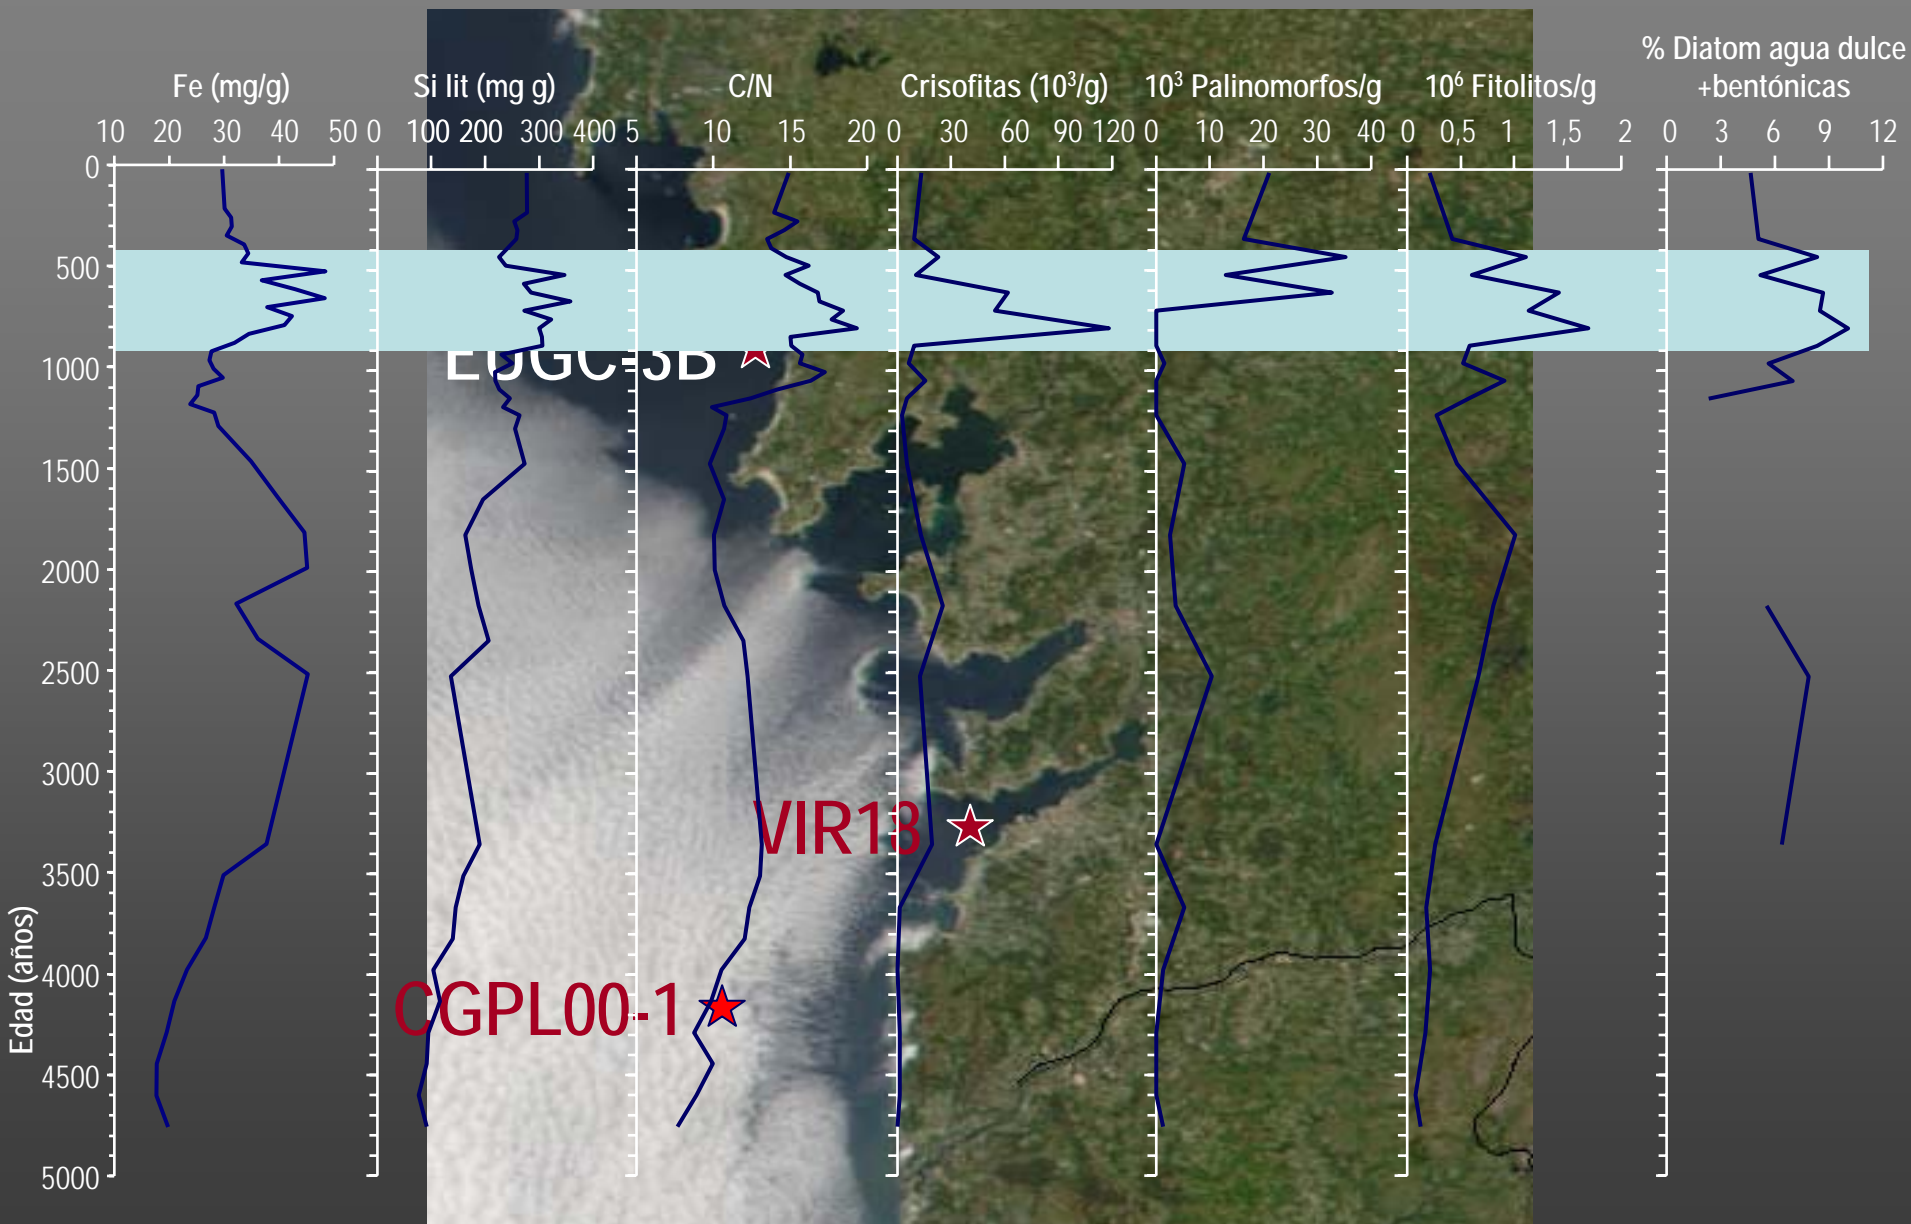 % Diatom agua dulce
+bentónicas
Fe (mg/g)
Si lit (mg g)
C/N
Crisofitas (10³/g)
10³ Palinomorfos/g
10⁶ Fitolitos/g
10 20 30 40 50
0 100 200 300 400
5 10 15 20
0 30 60 90 120
0 10 20 30 40
0 0,5 1 1,5 2
0 3 6 9 12
0
500
1000
1500
2000
2500
3000
3500
4000
4500
5000
Edad (años)
EUGC-3B
VIR18
CGPL00-1